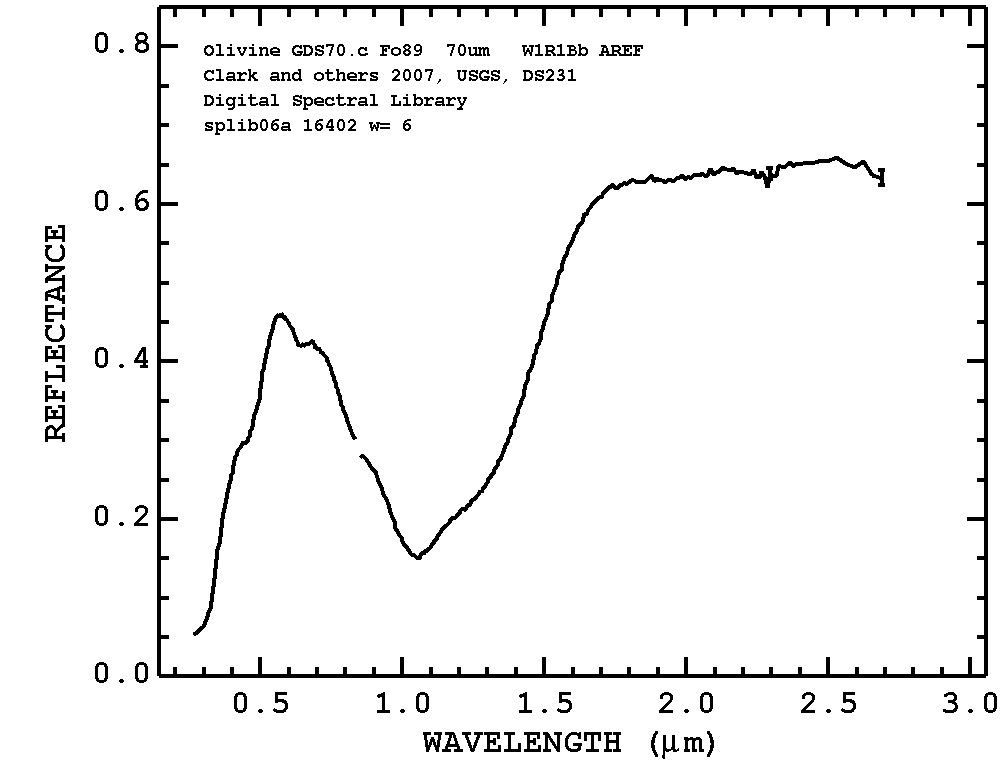 Olivine GDS70.c Fo89 70um W1R1Bb AREF
Clark and others 2007, USGS, DS231
Digital Spectral Library
splib06a 16402 w= 6
0.8
0.6
0.4
0.2
0.0
REFLECTANCE
0.5 1.0 1.5 2.0 2.5 3.0
WAVELENGTH (μm)